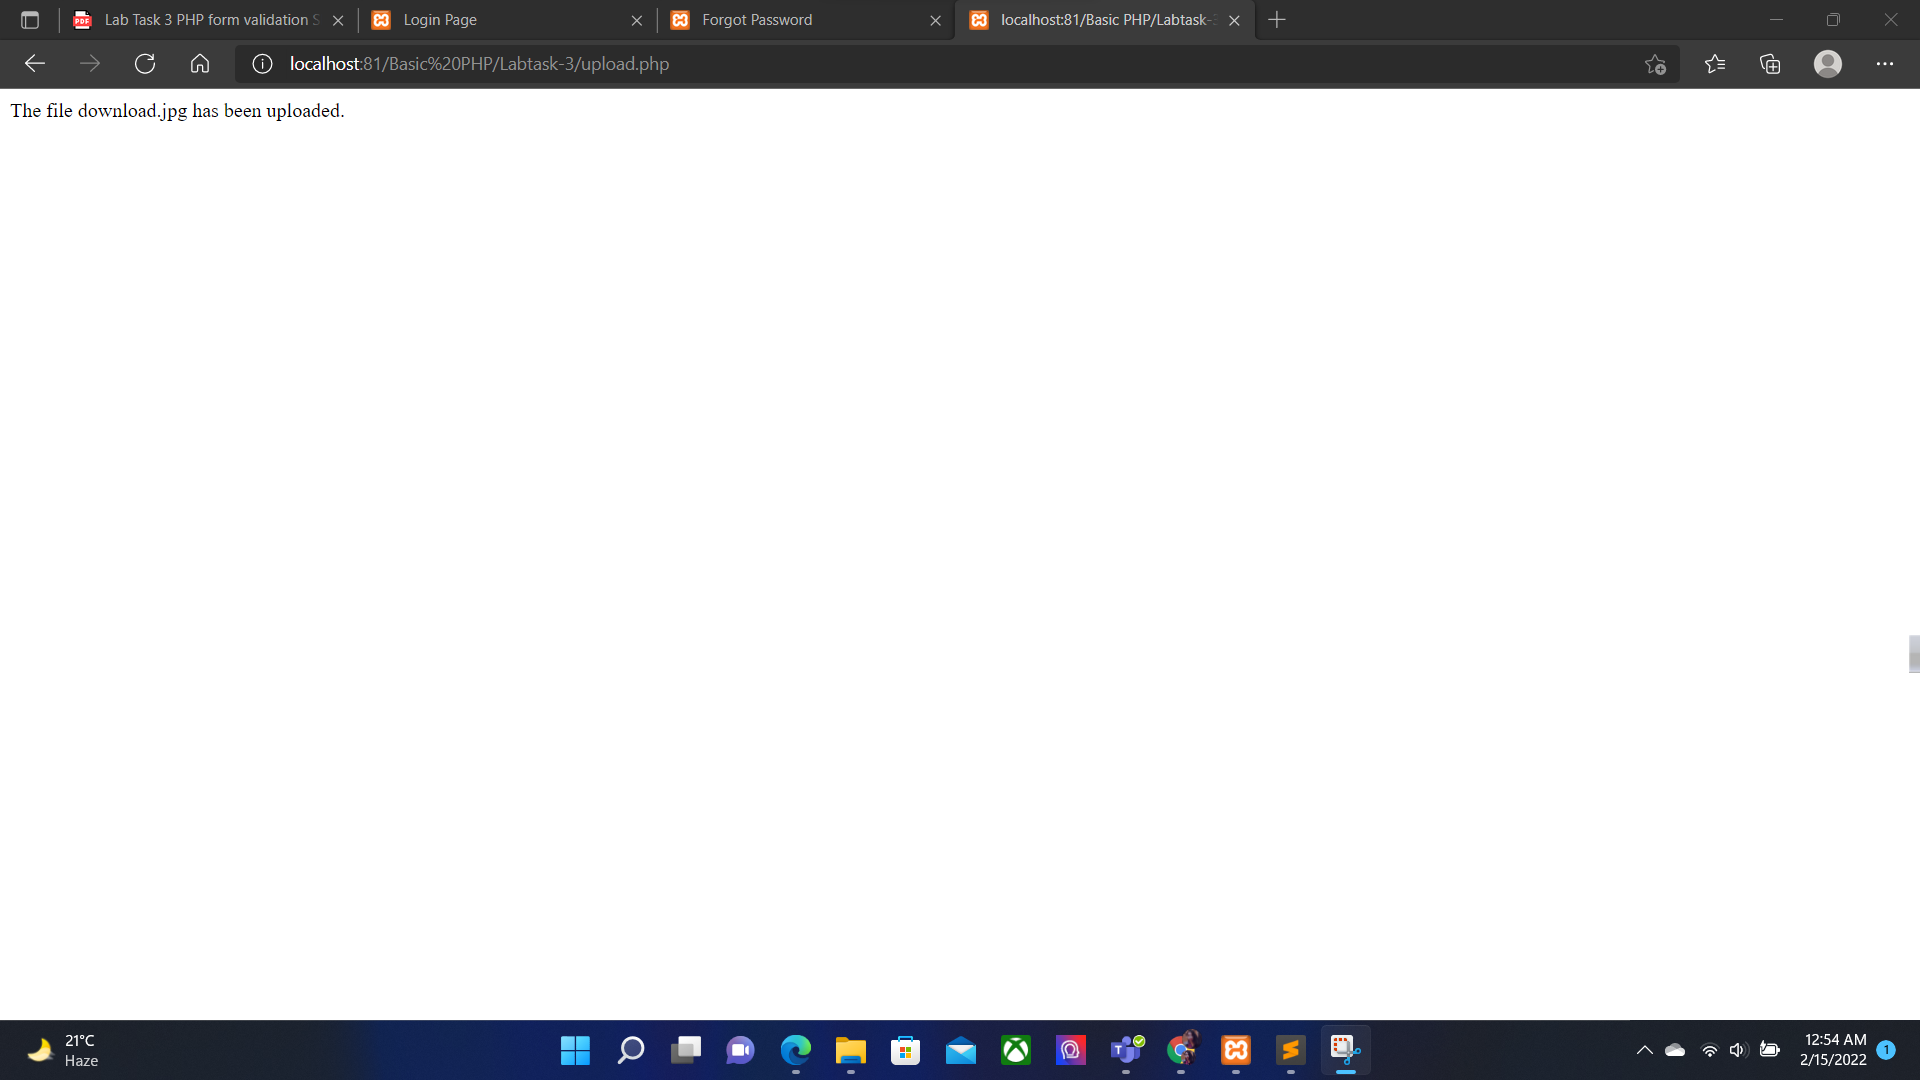 Lab Task 3 PHP form validation S
Login Page
Forgot Password
localhost:81/Basic PHP/Labtask-3
localhost:81/Basic%20PHP/Labtask-3/upload.php
The file download.jpg has been uploaded.
21°C
Haze
12:54 AM
2/15/2022
1